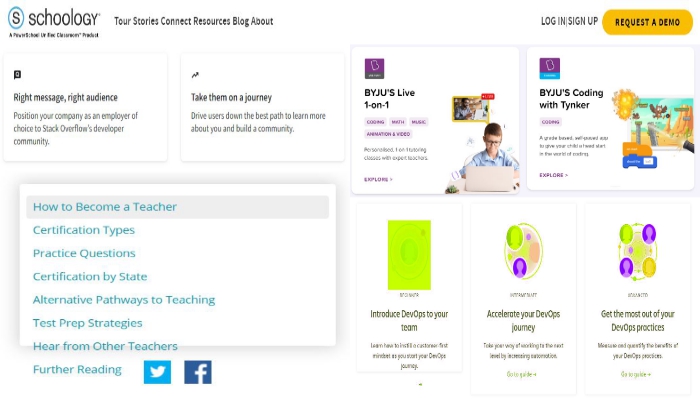 schoology®
A PowerSchool Unified Classroom™ Product
Tour Stories Connect Resources Blog About
LOG IN|SIGN UP
REQUEST A DEMO
Right message, right audience
Position your company as an employer of
choice to Stack Overflow's developer
community.
Take them on a journey
Drive users down the best path to learn more
about you and build a community.
BYJU'S Live
1-on-1
CODING MATH MUSIC
ANIMATION & VIDEO
Personalised, 1-on-1 tutoring
classes with expert teachers.
EXPLORE >
BYJU'S Coding
with Tynker
CODING
A grade based, self-paced app
to give your child a head start
in the world of coding.
EXPLORE >
How to Become a Teacher
Certification Types
Practice Questions
Certification by State
Alternative Pathways to Teaching
Test Prep Strategies
Hear from Other Teachers
Further Reading
BEGINNER
Introduce DevOps to your
team
Learn how to instill a customer-first
mindset as you start your DevOps
journey.
INTERMEDIATE
Accelerate your DevOps
journey
Take your way of working to the next
level by increasing automation.
Go to guide→
ADVANCED
Get the most out of your
DevOps practices
Measure and quantify the benefits of
your DevOps practices.
Go to guide→